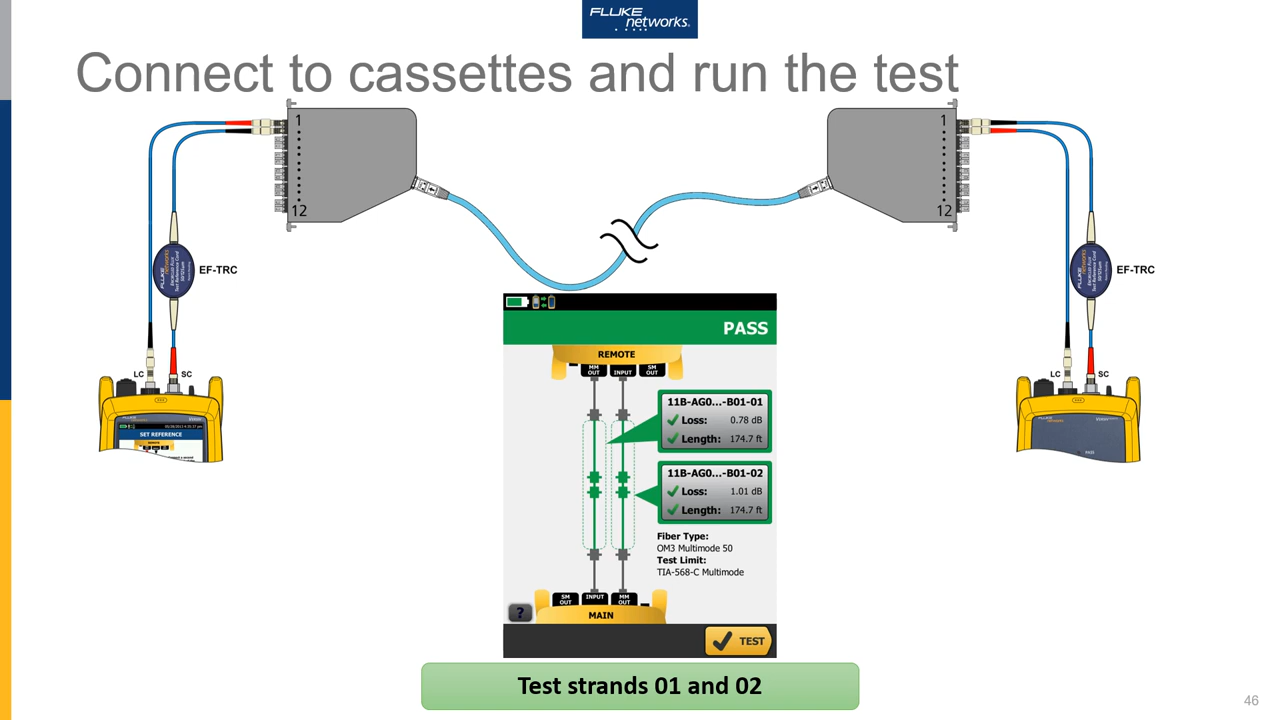 FLUKE
networks®
Connect to cassettes and run the test
1
12
1
12
EF-TRC
EF-TRC
LC
SC
LC
SC
SET REFERENCE
PASS
REMOTE
MM
OUT
INPUT
SM
OUT
11B-AG0...-B01-01
Loss: 0.78 dB
Length: 174.7 ft
11B-AG0...-B01-02
Loss: 1.01 dB
Length: 174.7 ft
Fiber Type:
OM3 Multimode 50
Test Limit:
TIA-568-C Multimode
SM
OUT
INPUT
MM
OUT
MAIN
?
TEST
Test strands 01 and 02
46